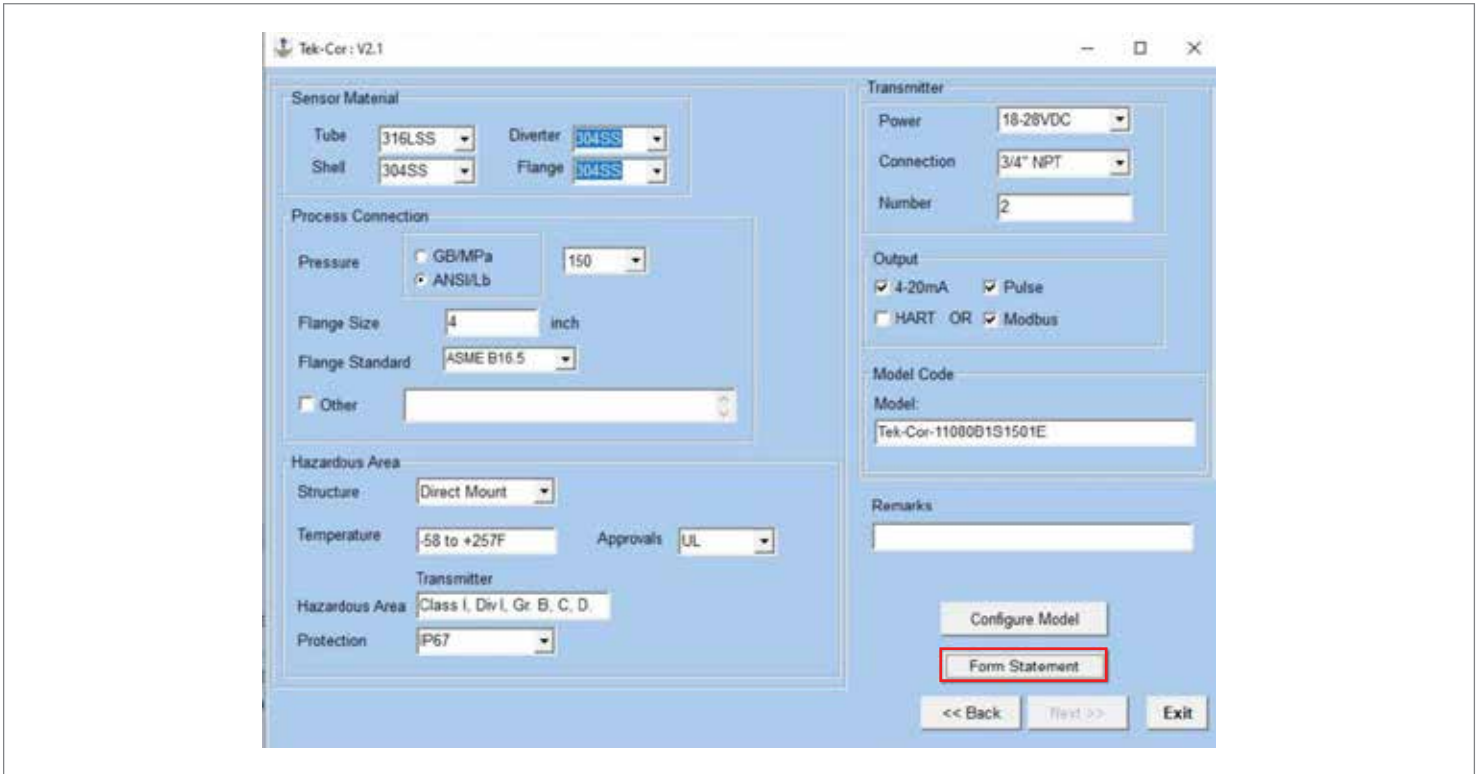 Tek-Cor : V2.1
Sensor Material
Tube 316LSS Diverter 304SS
Shell 304SS Flange 304SS
Process Connection
Pressure GB/MPa 150
ANSI/Lb
Flange Size 4 inch
Flange Standard ASME B16.5
Other
Hazardous Area
Structure Direct Mount
Temperature -58 to +257F Approvals UL
Transmitter
Hazardous Area Class I, Div I, Gr. B, C, D.
Protection IP67
Transmitter
Power 18-28VDC
Connection 3/4" NPT
Number 2
Output
4-20mA Pulse
HART OR Modbus
Model Code
Model:
Tek-Cor-11080B1S1501E
Remarks
Configure Model
Form Statement
<< Back Next >> Exit